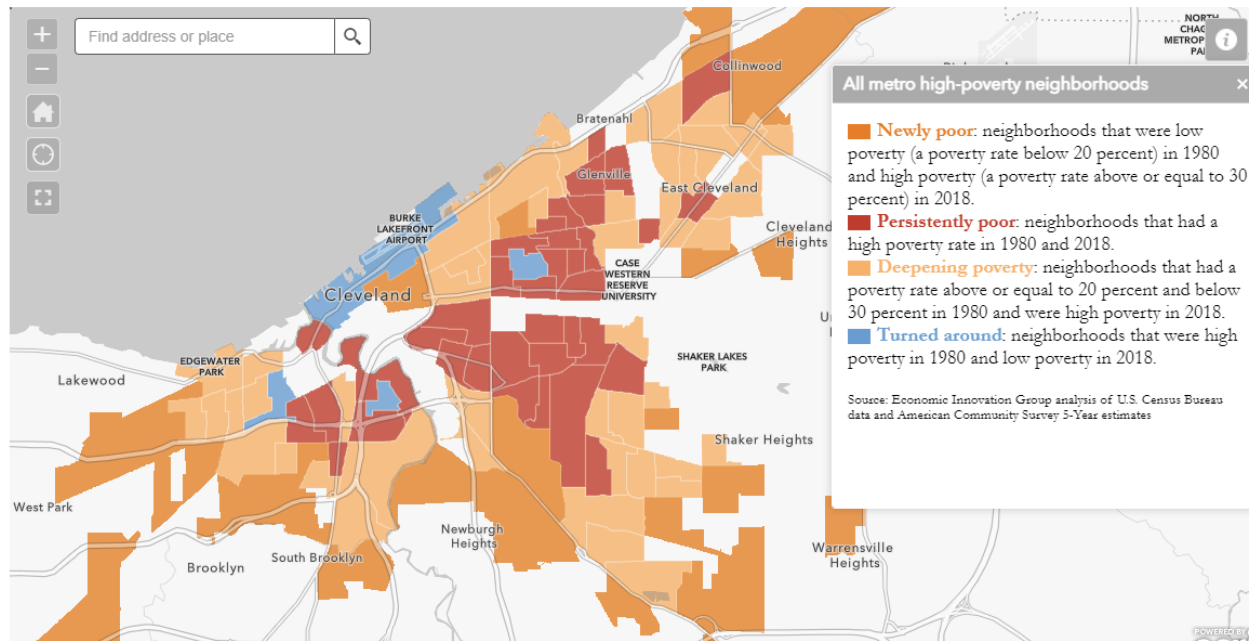 +
Find address or place
−
NORTH
CHAG
METROP
PA
i
Collinwood
All metro high-poverty neighborhoods ×
Newly poor: neighborhoods that were low
poverty (a poverty rate below 20 percent) in 1980
and high poverty (a poverty rate above or equal to 30
percent) in 2018.
Persistently poor: neighborhoods that had a
high poverty rate in 1980 and 2018.
Deepening poverty: neighborhoods that had a
poverty rate above or equal to 20 percent and below
30 percent in 1980 and were high poverty in 2018.
Turned around: neighborhoods that were high
poverty in 1980 and low poverty in 2018.
Source: Economic Innovation Group analysis of U.S. Census Bureau
data and American Community Survey 5-Year estimates
Bratenahl
Glenville
East Cleveland
BURKE
LAKEFRONT
AIRPORT
Cleveland
Heights
CASE
WESTERN
RESERVE
UNIVERSITY
Cleveland
EDGEWATER
PARK
SHAKER LAKES
PARK
Lakewood
Shaker Heights
West Park
Newburgh
Heights
Warrensville
Heights
South Brooklyn
Brooklyn
POWERED BY